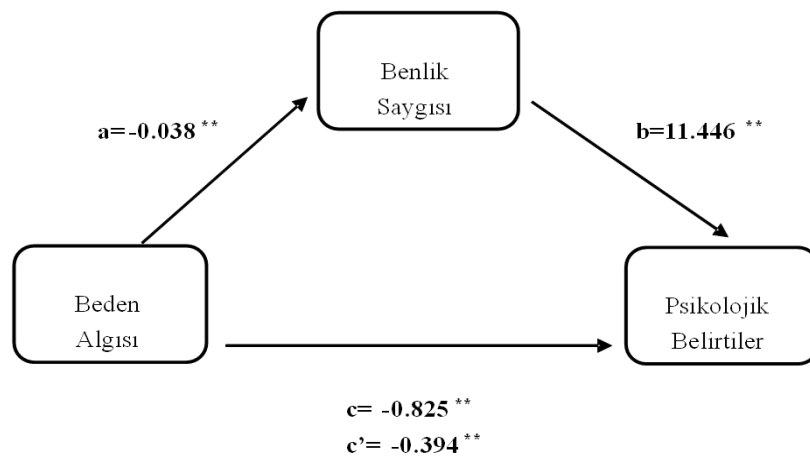 Benlik
Saygısı
a=-0.038 **
b=11.446 **
Beden
Algısı
Psikolojik
Belirtiler
c= -0.825 **
c’= -0.394 **